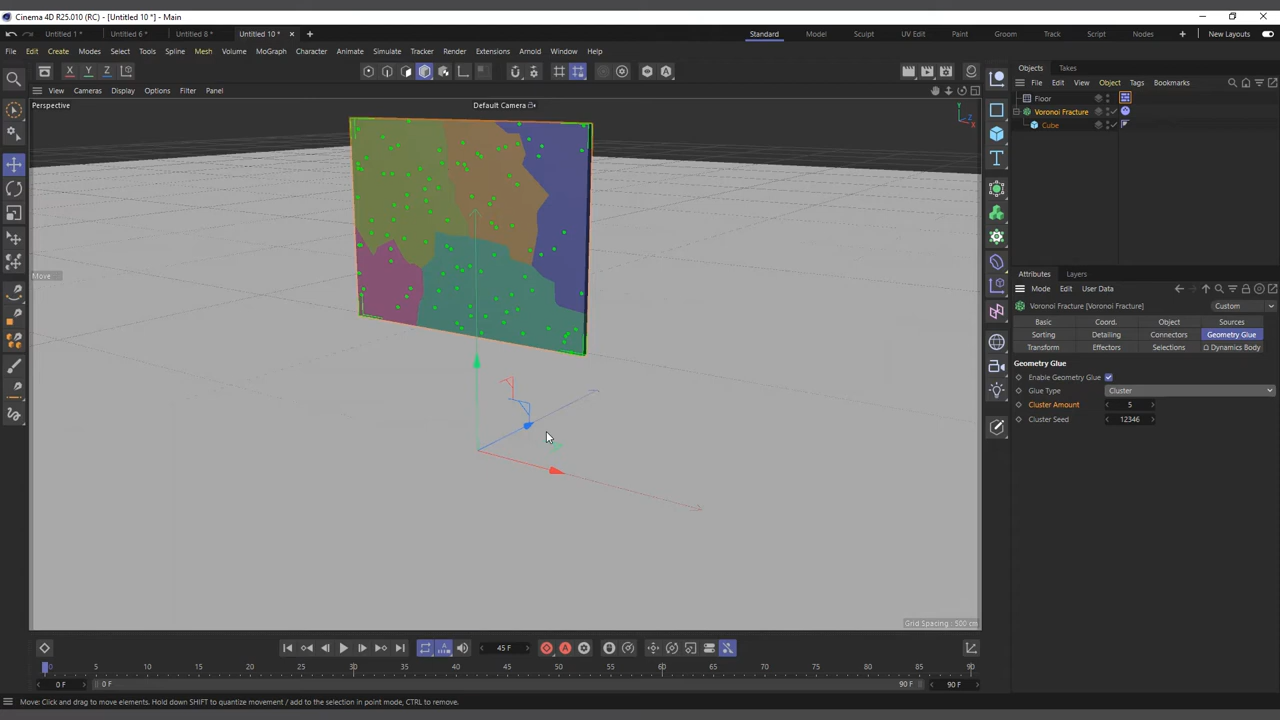 Cinema 4D R25.010 (RC) - [Untitled 10 *] - Main
Untitled 1 * Untitled 6 * Untitled 8 * Untitled 10 * Standard Model Sculpt UV Edit Paint Groom Track Script Nodes New Layouts
File Edit Create Modes Select Tools Spline Mesh Volume MoGraph Character Animate Simulate Tracker Render Extensions Arnold Window Help
Objects Takes
File Edit View Object Tags Bookmarks
View Cameras Display Options Filter Panel
Perspective
Default Camera
Floor
Voronoi Fracture
Cube
Move
Attributes Layers
Mode Edit User Data
Voronoi Fracture [Voronoi Fracture] Custom
Basic Coord. Object Sources
Sorting Detailing Connectors Geometry Glue
Transform Effectors Selections Dynamics Body
Geometry Glue
Enable Geometry Glue
Glue Type Cluster
Cluster Amount 5
Cluster Seed 12346
Grid Spacing : 500 cm
45 F
0 5 10 15 20 25 30 35 40 45 50 55 60 65 70 75 80 85 90
0 F 0 F 90 F 90 F
Move: Click and drag to move elements. Hold down SHIFT to quantize movement / add to the selection in point mode, CTRL to remove.